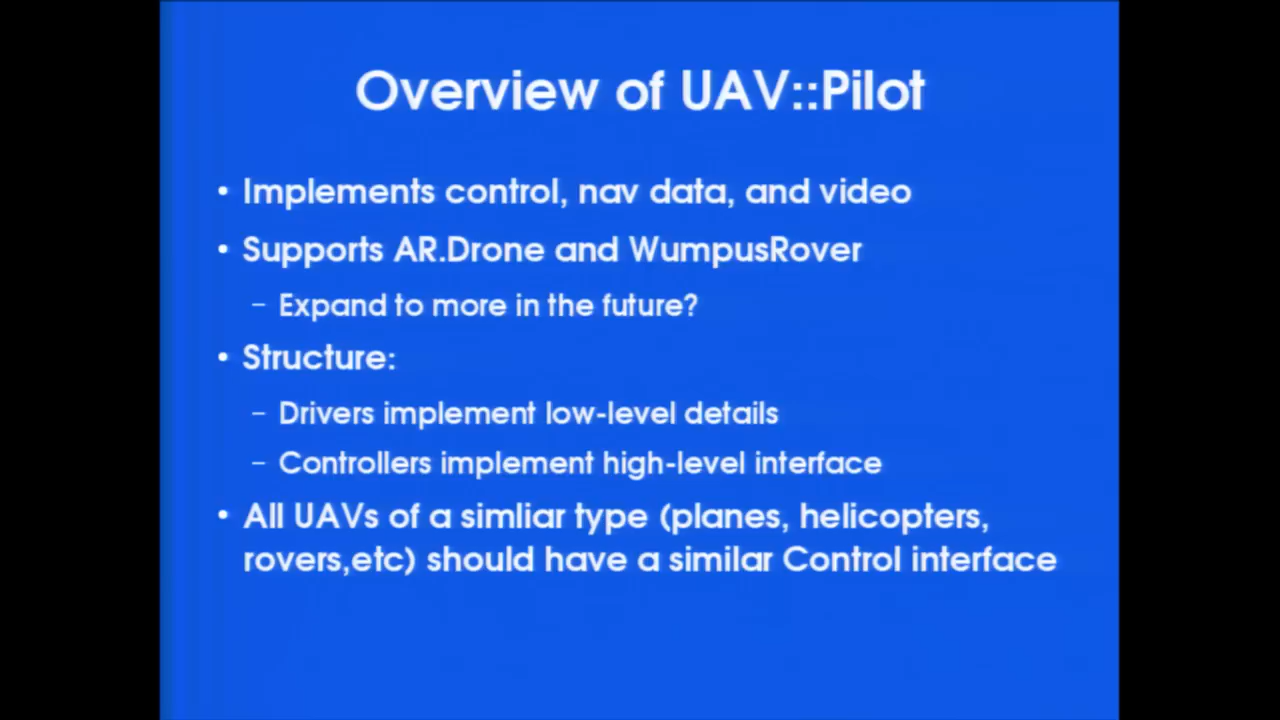 Overview of UAV::Pilot
• Implements control, nav data, and video
• Supports AR.Drone and WumpusRover
– Expand to more in the future?
• Structure:
– Drivers implement low-level details
– Controllers implement high-level interface
• All UAVs of a simliar type (planes, helicopters,
rovers,etc) should have a similar Control interface